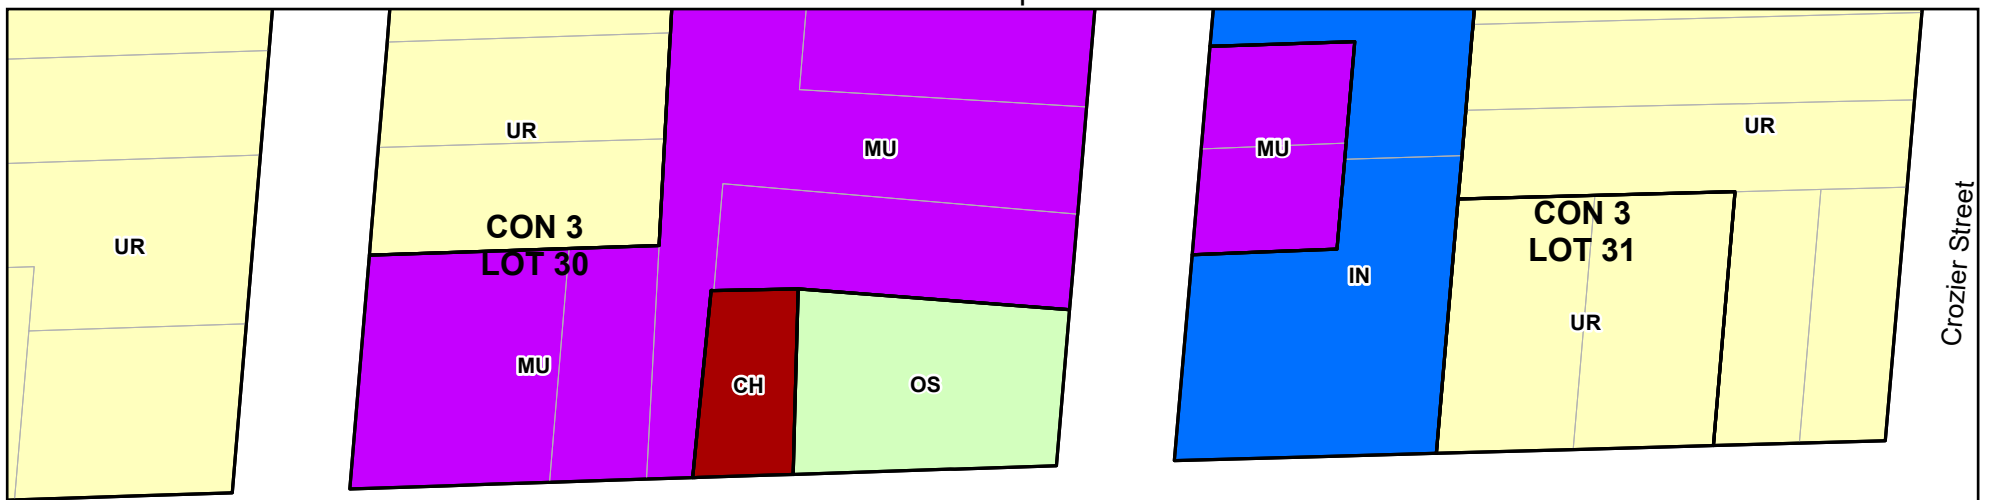 UR
UR
CON 3
LOT 30
MU
MU
CH
OS
MU
IN
UR
CON 3
LOT 31
UR
Crozier Street